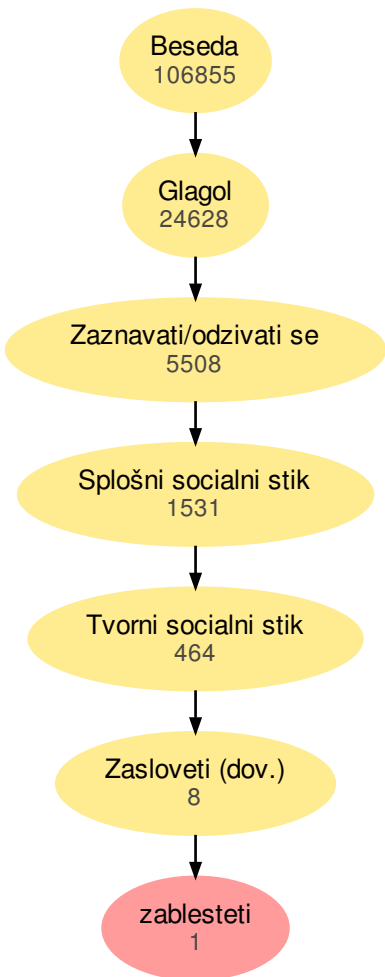 Beseda
106855
Glagol
24628
Zaznavati/odzivati se
5508
Splošni socialni stik
1531
Tvorni socialni stik
464
Zasloveti (dov.)
8
zablesteti
1